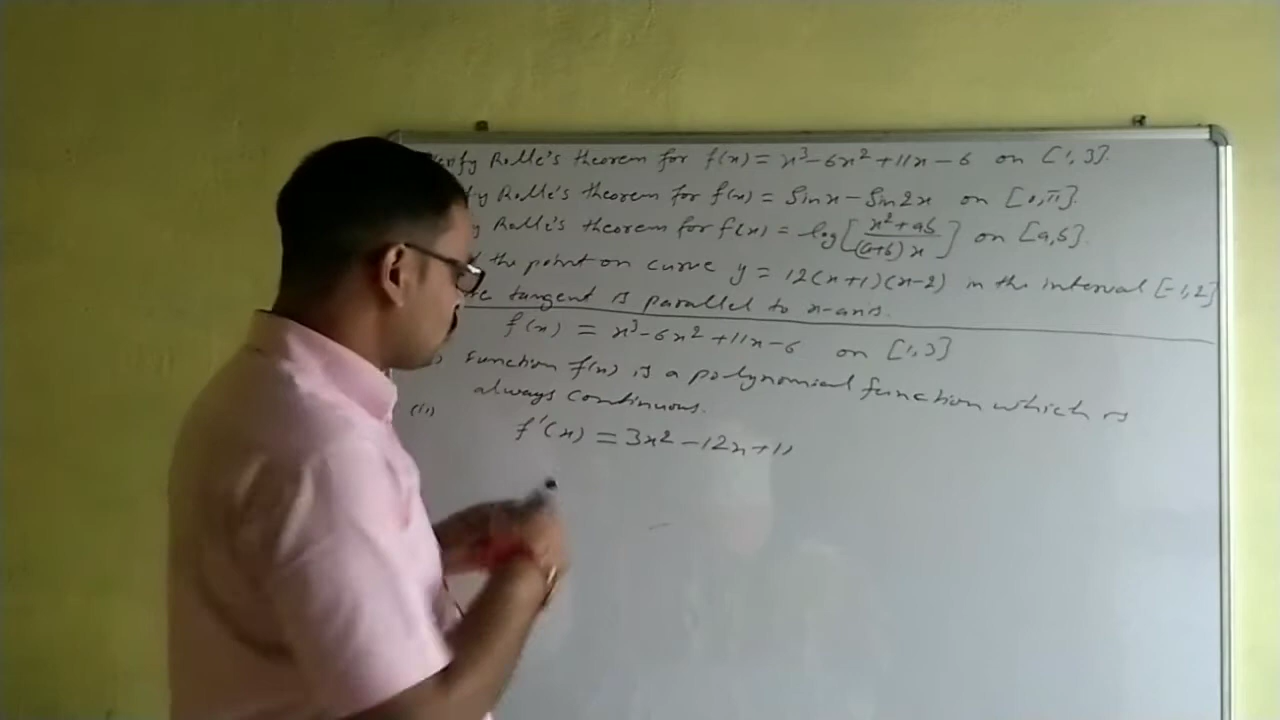 Rolle's theorem for f(x) = x³-6x²+11x-6 on [1,3].
Rolle's theorem for f(x) = Sinx-Sin2x on [0,π].
Rolle's theorem for f(x) = log[(x²+ab)/((a+b)x)] on [a,b].
the point on curve y = 12(x+1)(x-2) in the interval [-1,2]
tangent is parallel to x-axis.
f(x) = x³-6x²+11x-6 on [1,3]
Function f(x) is a polynomial function which is
always continuous.
(ii) f'(x) = 3x²-12x+11